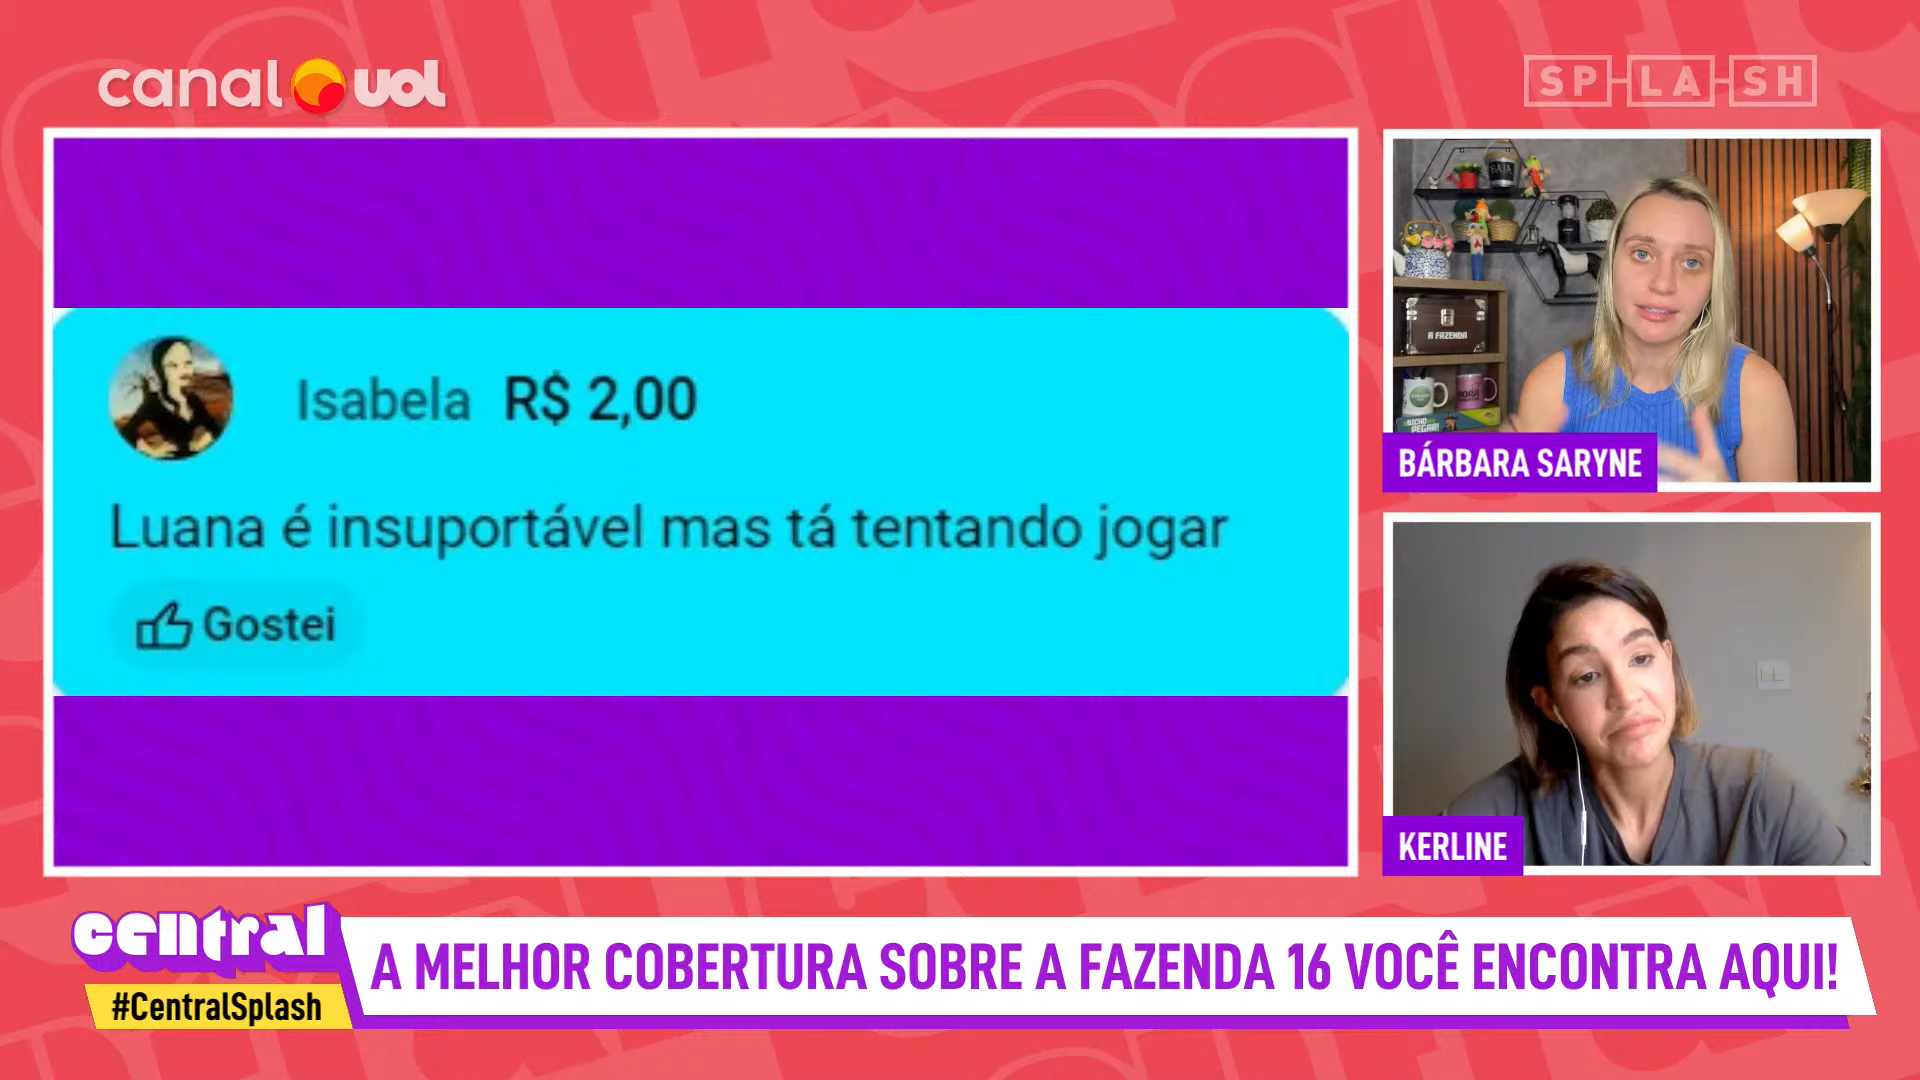 canal uol
SPLASH
Isabela R$ 2,00
Luana é insuportável mas tá tentando jogar
Gostei
A FAZENDA
BÁRBARA SARYNE
KERLINE
central
#CentralSplash
A MELHOR COBERTURA SOBRE A FAZENDA 16 VOCÊ ENCONTRA AQUI!